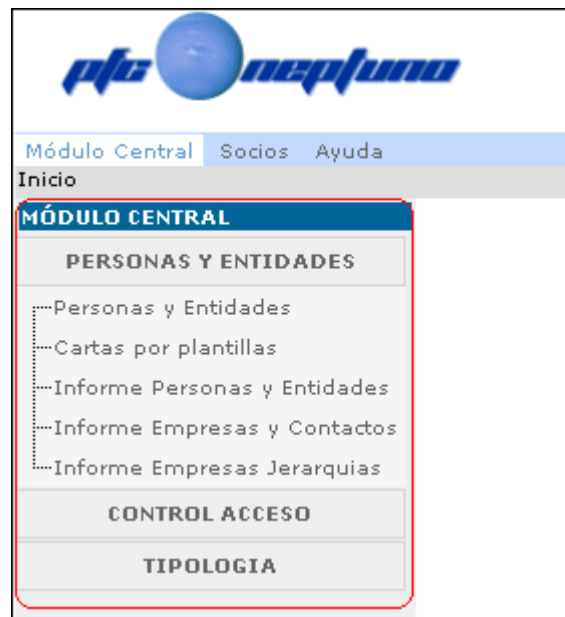 pfc neptuno
Módulo Central Socios Ayuda
Inicio
MÓDULO CENTRAL
PERSONAS Y ENTIDADES
Personas y Entidades
Cartas por plantillas
Informe Personas y Entidades
Informe Empresas y Contactos
Informe Empresas Jerarquias
CONTROL ACCESO
TIPOLOGIA